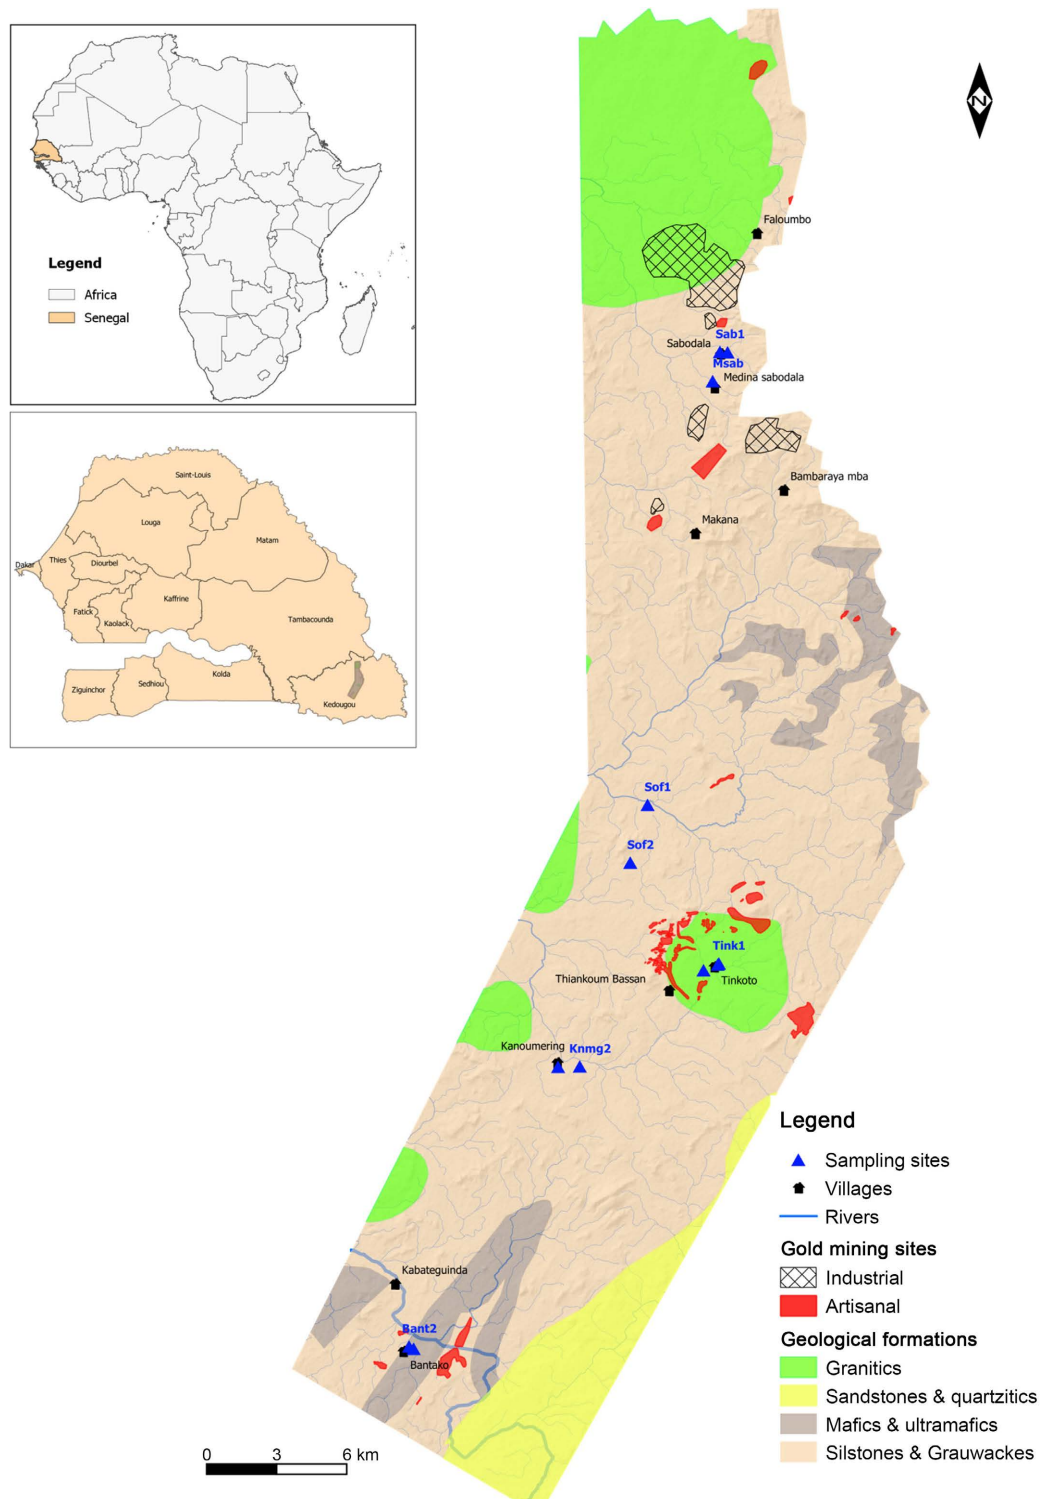 Legend
Africa
Senegal
Saint-Louis
Louga
Matam
Dakar
Thies
Diourbel
Kaffrine
Fatick
Kaolack
Tambacounda
Ziguinchor
Sedhiou
Kolda
Kedougou
N
Faloumbo
Sab1
Sabodala
Msab
Medina sabodala
Bambaraya mba
Makana
Sof1
Sof2
Tink1
Thiankoum Bassan
Tinkoto
Kanoumering
Knmg2
Kabateguinda
Bant2
Bantako
0 3 6 km
Legend
Sampling sites
Villages
Rivers
Gold mining sites
Industrial
Artisanal
Geological formations
Granitics
Sandstones & quartzitics
Mafics & ultramafics
Silstones & Grauwackes